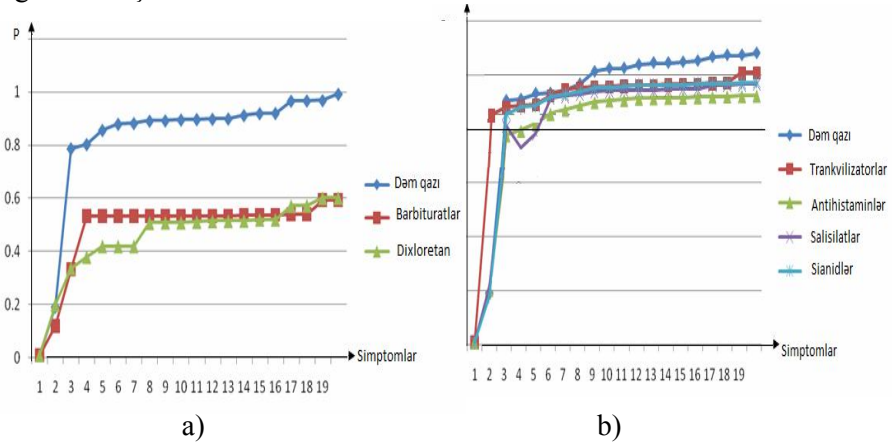 P
1
0.8
0.6
0.4
0.2
0
Simptomlar
1 2 3 4 5 6 7 8 9 10 11 12 13 14 15 16 17 18 19
Dəm qazı
Barbituratlar
Dixloretan
a)
Simptomlar
1 2 3 4 5 6 7 8 9 10 11 12 13 14 15 16 17 18 19
Dəm qazı
Trankvilizatorlar
Antihistaminlər
Salisilatlar
Sianidlər
b)